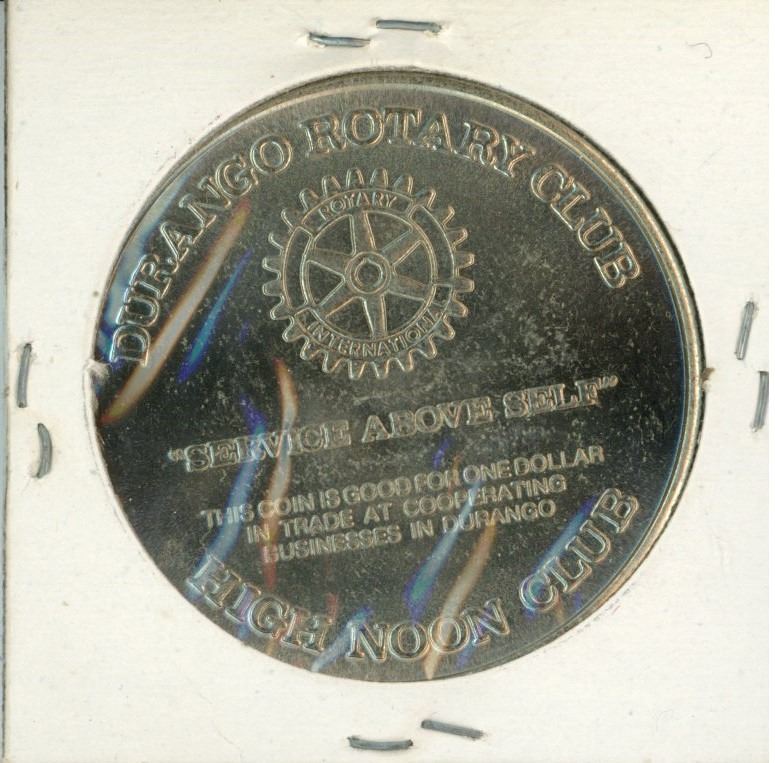 DURANGO ROTARY CLUB
ROTARY
INTERNATIONAL
"SERVICE ABOVE SELF"
THIS COIN IS GOOD FOR ONE DOLLAR
IN TRADE AT COOPERATING
BUSINESSES IN DURANGO
HIGH NOON CLUB